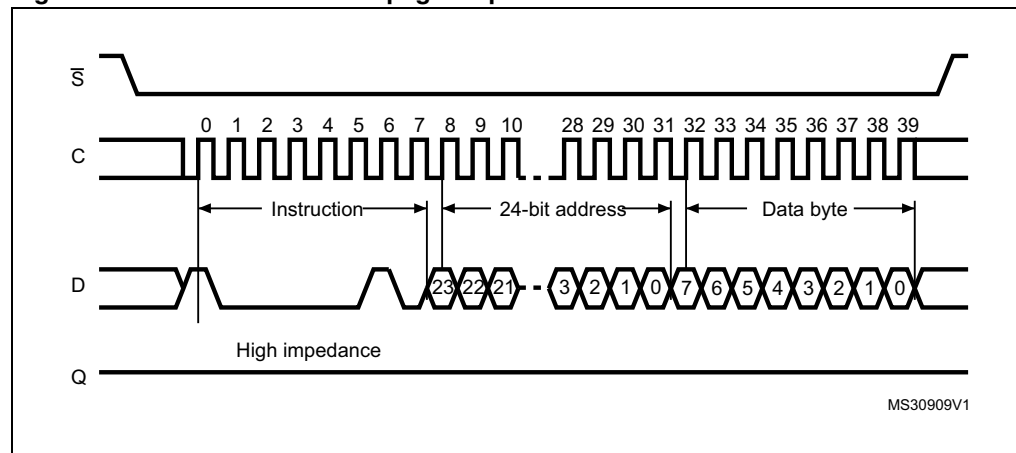 S
0 1 2 3 4 5 6 7 8 9 10 28 29 30 31 32 33 34 35 36 37 38 39
C
Instruction 24-bit address Data byte
D 23 22 21 3 2 1 0 7 6 5 4 3 2 1 0
High impedance
Q
MS30909V1